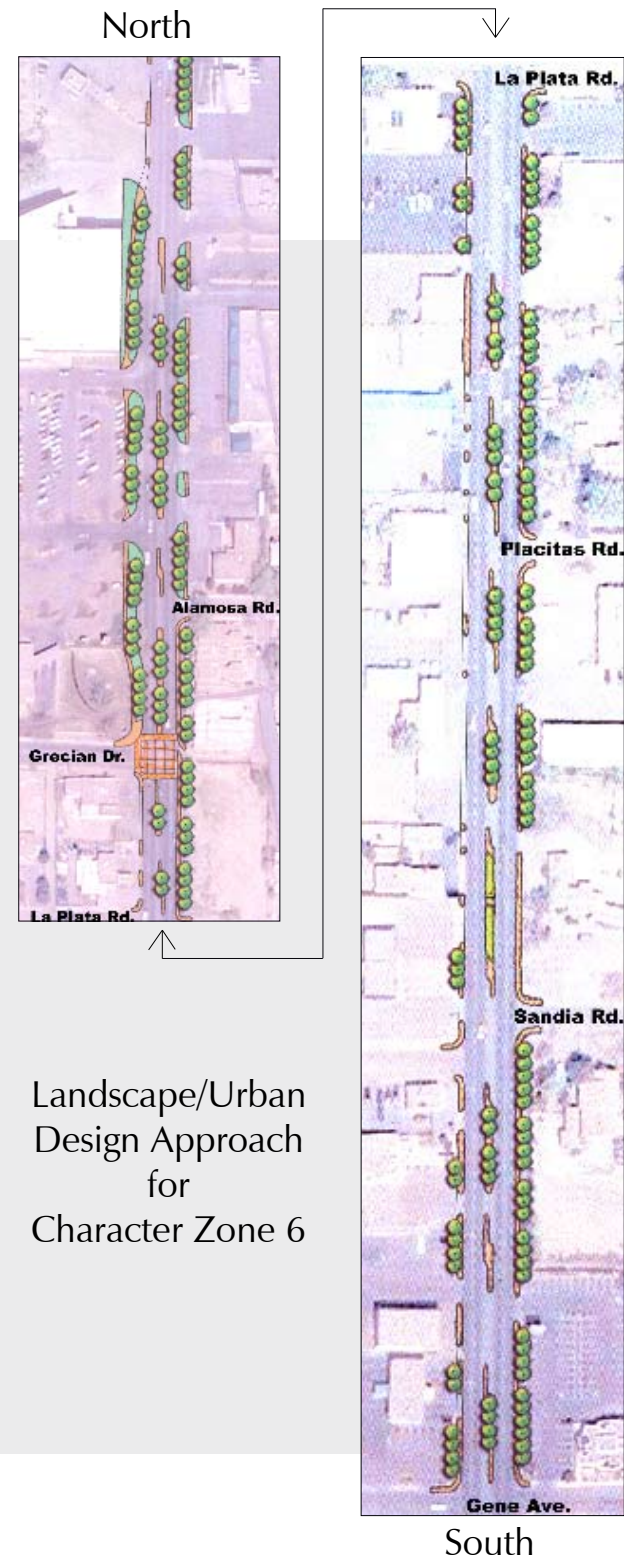 North
Alamosa Rd.
Grecian Dr.
La Plata Rd.
La Plata Rd.
Placitas Rd.
Sandia Rd.
Gene Ave.
South
Landscape/Urban
Design Approach
for
Character Zone 6